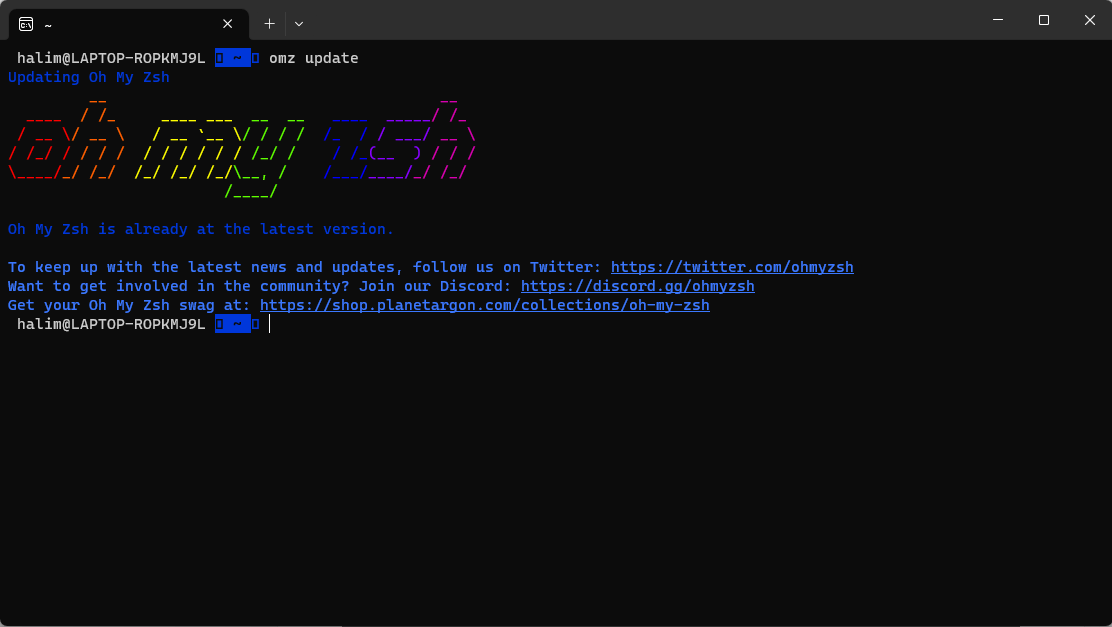 ~
halim@LAPTOP-ROPKMJ9L ~ omz update
Updating Oh My Zsh
         __                                     __
  ____  / /_     ____ ___  __  __   ____  _____/ /_
 / __ \/ __ \   / __ `__ \/ / / /  /_  / / ___/ __ \
/ /_/ / / / /  / / / / / / /_/ /    / /_(__  ) / / /
\____/_/ /_/  /_/ /_/ /_/\__, /    /___/____/_/ /_/
                        /____/
Oh My Zsh is already at the latest version.
To keep up with the latest news and updates, follow us on Twitter: https://twitter.com/ohmyzsh
Want to get involved in the community? Join our Discord: https://discord.gg/ohmyzsh
Get your Oh My Zsh swag at: https://shop.planetargon.com/collections/oh-my-zsh
halim@LAPTOP-ROPKMJ9L ~